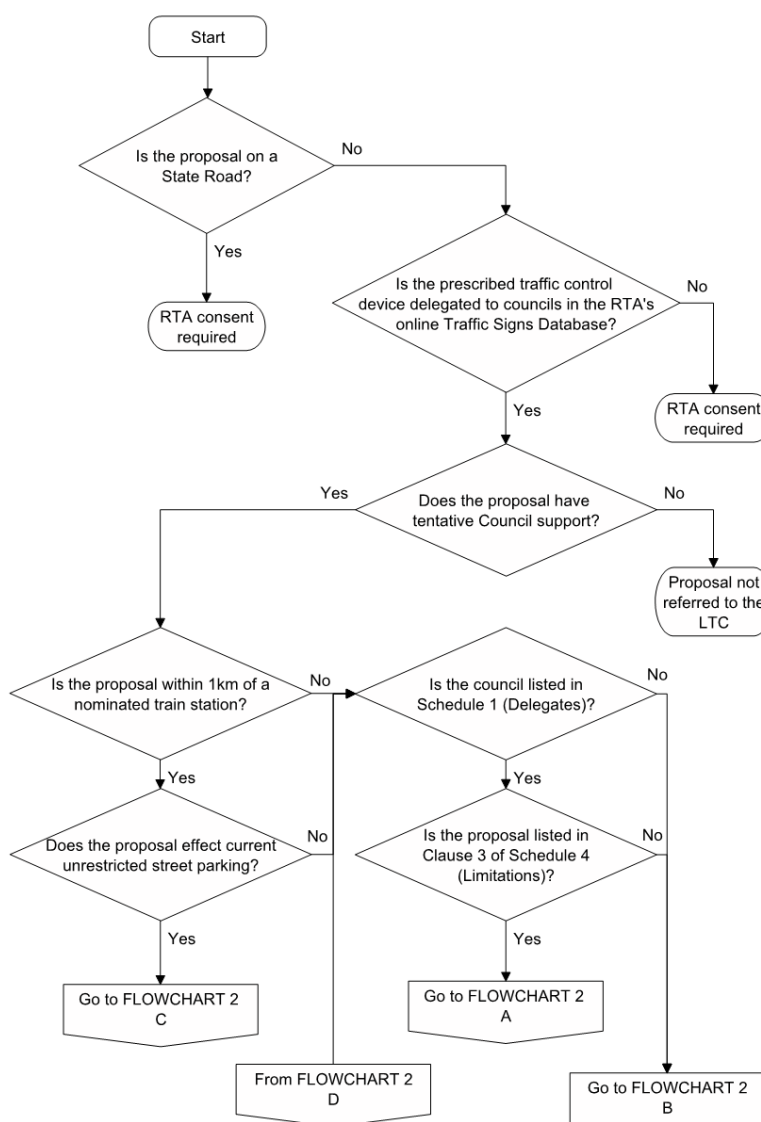 Start
Is the proposal on a
State Road?
No
Yes
RTA consent
required
Is the prescribed traffic control
device delegated to councils in the RTA's
online Traffic Signs Database?
No
Yes
RTA consent
required
Does the proposal have
tentative Council support?
Yes
No
Proposal not
referred to the
LTC
Is the proposal within 1km of a
nominated train station?
No
Yes
Is the council listed in
Schedule 1 (Delegates)?
No
Yes
Does the proposal effect current
unrestricted street parking?
No
Yes
Is the proposal listed in
Clause 3 of Schedule 4
(Limitations)?
No
Yes
Go to FLOWCHART 2
C
Go to FLOWCHART 2
A
From FLOWCHART 2
D
Go to FLOWCHART 2
B